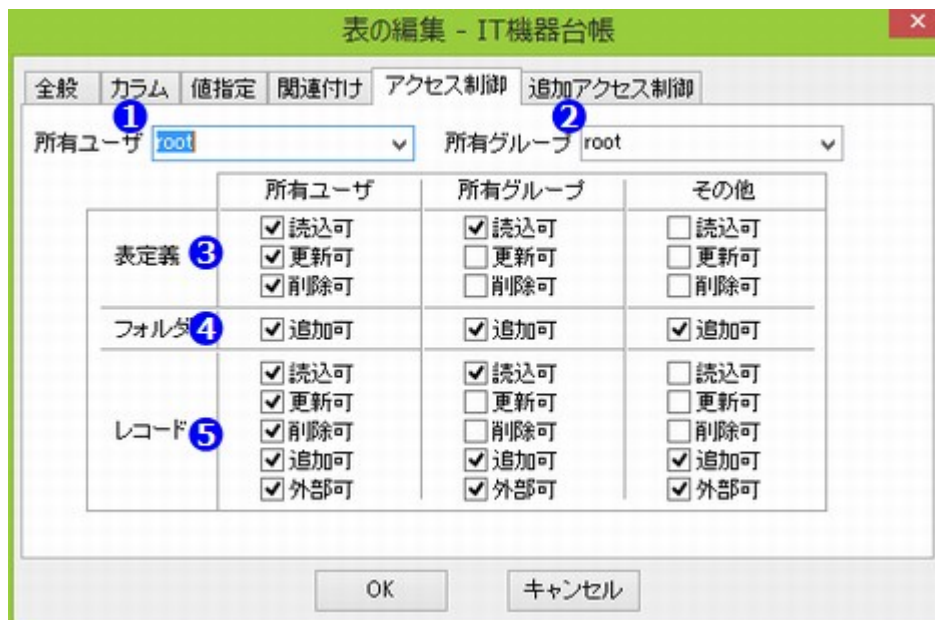 表の編集 - IT機器台帳
×
全般 カラム 値指定 関連付け アクセス制御 追加アクセス制御
1 2
所有ユーザ root 所有グループ root
所有ユーザ 所有グループ その他
読込可 読込可 読込可
表定義 3 更新可 更新可 更新可
削除可 削除可 削除可
フォルダ 4 追加可 追加可 追加可
読込可 読込可 読込可
更新可 更新可 更新可
レコード 5 削除可 削除可 削除可
追加可 追加可 追加可
外部可 外部可 外部可
OK キャンセル